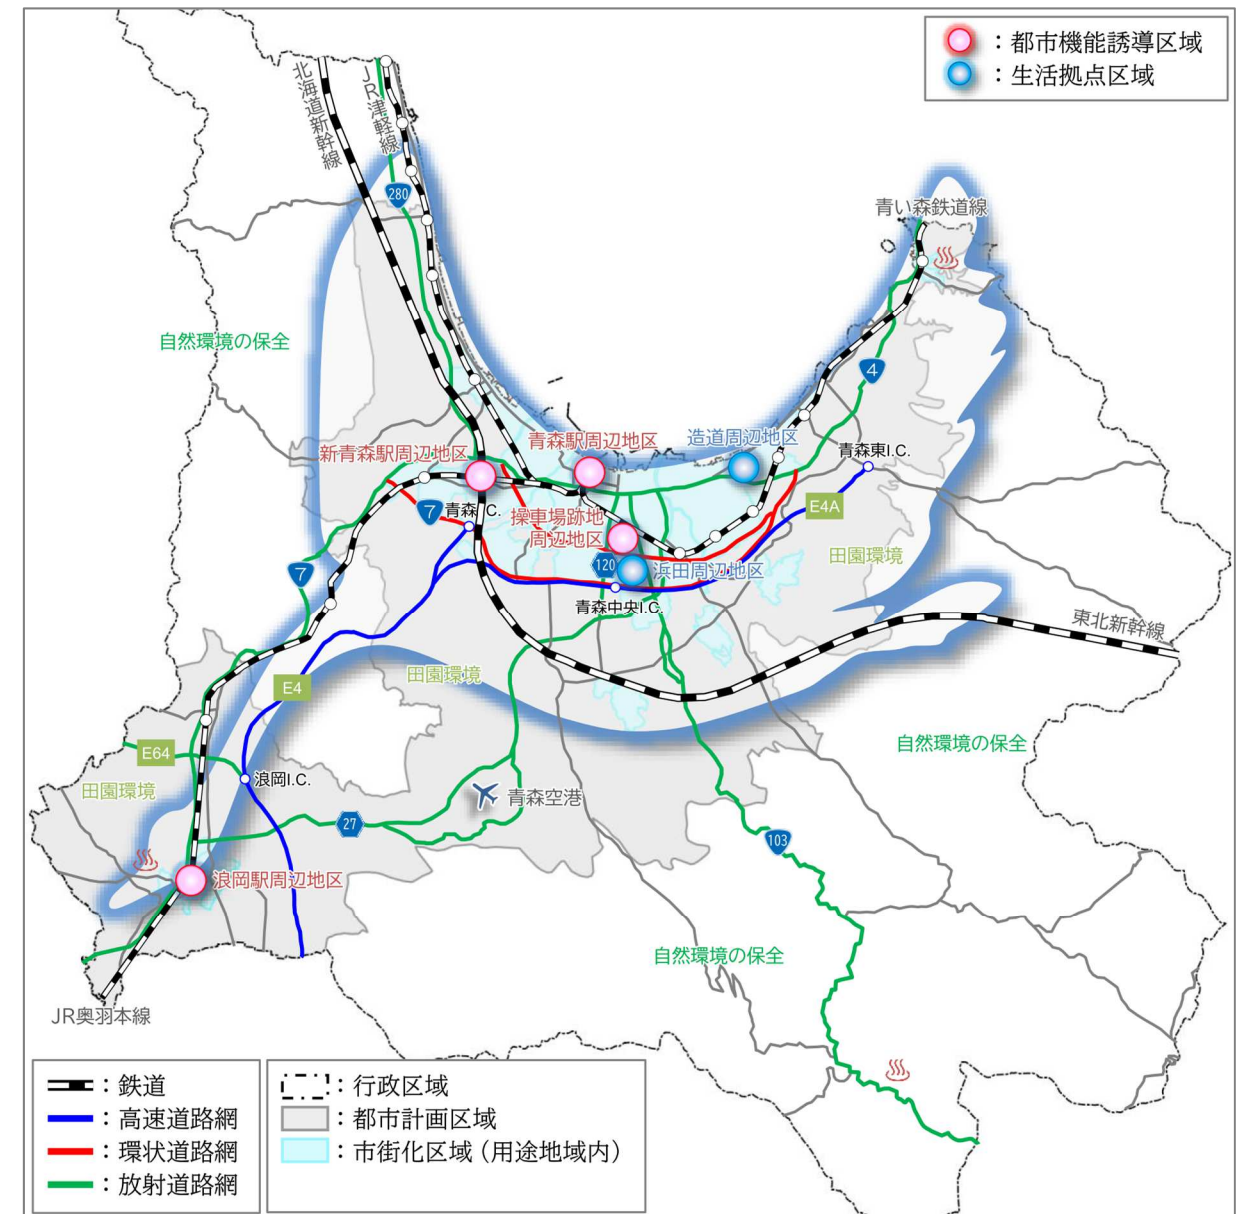 ：都市機能誘導区域
：生活拠点区域
北海道新幹線
JR津軽線
280
青い森鉄道線
自然環境の保全
4
新青森駅周辺地区
青森駅周辺地区
造道周辺地区
青森東I.C.
7
青森I.C.
操車場跡地
周辺地区
E4A
田園環境
120
浜田周辺地区
7
青森中央I.C.
東北新幹線
田園環境
E4
自然環境の保全
E64
浪岡I.C.
田園環境
青森空港
27
103
浪岡駅周辺地区
自然環境の保全
JR奥羽本線
：鉄道
：高速道路網
：環状道路網
：放射道路網
：行政区域
：都市計画区域
：市街化区域（用途地域内）